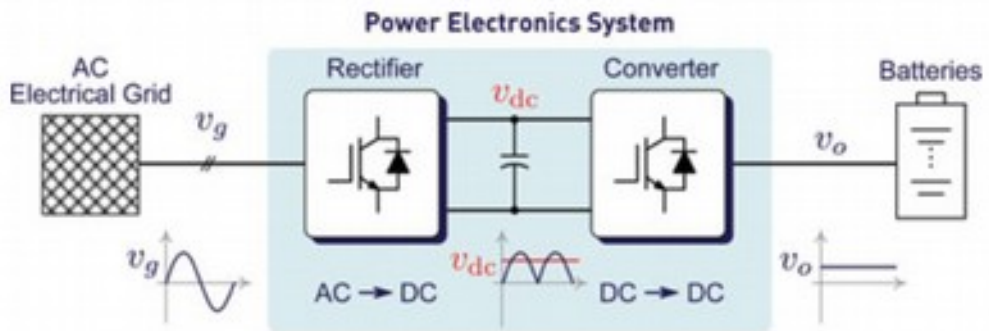 Power Electronics System
AC
Electrical Grid
Rectifier
Converter
Batteries
v_g
v_dc
v_o
v_g
v_dc
v_o
AC → DC
DC → DC